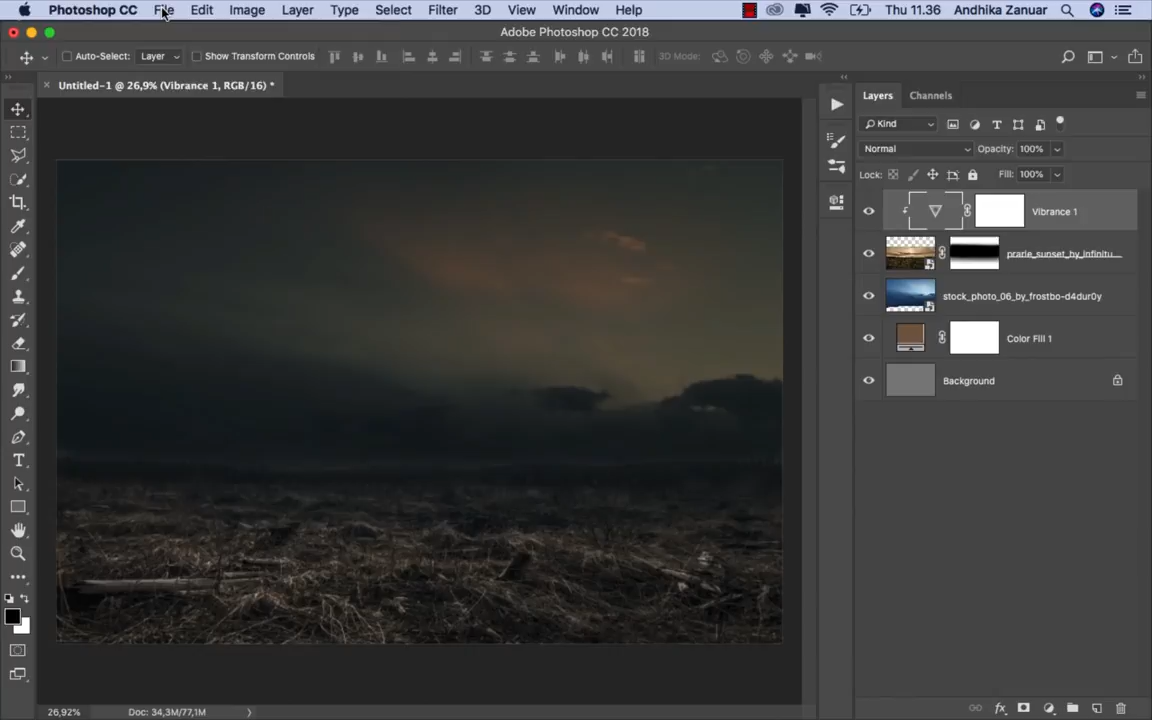 Photoshop CC File Edit Image Layer Type Select Filter 3D View Window Help Thu 11.36 Andhika Zanuar
Adobe Photoshop CC 2018
Auto-Select: Layer Show Transform Controls 3D Mode:
Untitled-1 @ 26,9% (Vibrance 1, RGB/16) *
Layers Channels
Kind
Normal Opacity: 100%
Lock: Fill: 100%
Vibrance 1
prarie_sunset_by_infinitu...
stock_photo_06_by_frostbo-d4dur0y
Color Fill 1
Background
26,92% Doc: 34,3M/77,1M